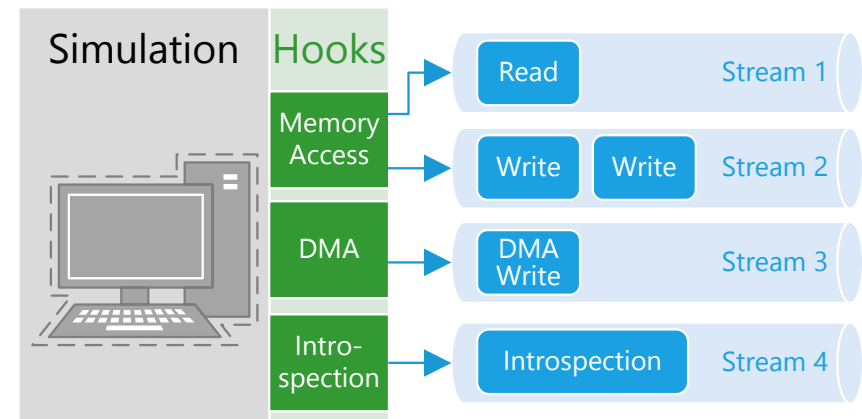 Simulation
Hooks
Memory
Access
DMA
Intro-
spection
Read
Stream 1
Write
Write
Stream 2
DMA
Write
Stream 3
Introspection
Stream 4